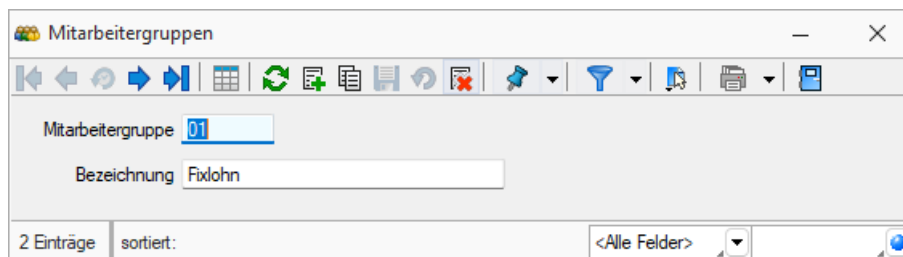 Mitarbeitergruppen
Mitarbeitergruppe 01
Bezeichnung Fixlohn
2 Einträge sortiert: <Alle Felder>